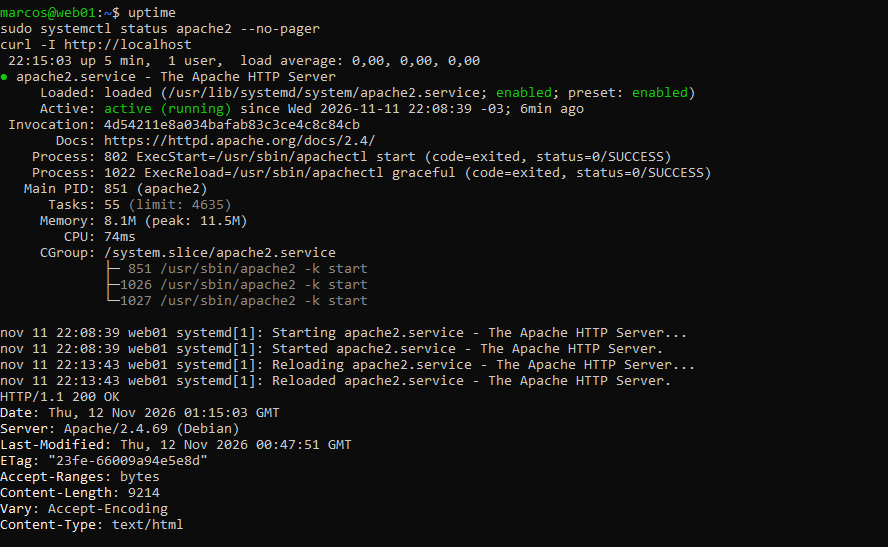 marcos@web01:~$ uptime
sudo systemctl status apache2 --no-pager
curl -I http://localhost
 22:15:03 up 5 min,  1 user,  load average: 0,00, 0,00, 0,00
● apache2.service - The Apache HTTP Server
     Loaded: loaded (/usr/lib/systemd/system/apache2.service; enabled; preset: enabled)
     Active: active (running) since Wed 2026-11-11 22:08:39 -03; 6min ago
 Invocation: 4d54211e8a034bafab83c3ce4c8c84cb
       Docs: https://httpd.apache.org/docs/2.4/
    Process: 802 ExecStart=/usr/sbin/apachectl start (code=exited, status=0/SUCCESS)
    Process: 1022 ExecReload=/usr/sbin/apachectl graceful (code=exited, status=0/SUCCESS)
   Main PID: 851 (apache2)
      Tasks: 55 (limit: 4635)
     Memory: 8.1M (peak: 11.5M)
        CPU: 74ms
     CGroup: /system.slice/apache2.service
             ├─ 851 /usr/sbin/apache2 -k start
             ├─1026 /usr/sbin/apache2 -k start
             └─1027 /usr/sbin/apache2 -k start

nov 11 22:08:39 web01 systemd[1]: Starting apache2.service - The Apache HTTP Server...
nov 11 22:08:39 web01 systemd[1]: Started apache2.service - The Apache HTTP Server.
nov 11 22:13:43 web01 systemd[1]: Reloading apache2.service - The Apache HTTP Server...
nov 11 22:13:43 web01 systemd[1]: Reloaded apache2.service - The Apache HTTP Server.
HTTP/1.1 200 OK
Date: Thu, 12 Nov 2026 01:15:03 GMT
Server: Apache/2.4.69 (Debian)
Last-Modified: Thu, 12 Nov 2026 00:47:51 GMT
ETag: "23fe-66009a94e5e8d"
Accept-Ranges: bytes
Content-Length: 9214
Vary: Accept-Encoding
Content-Type: text/html